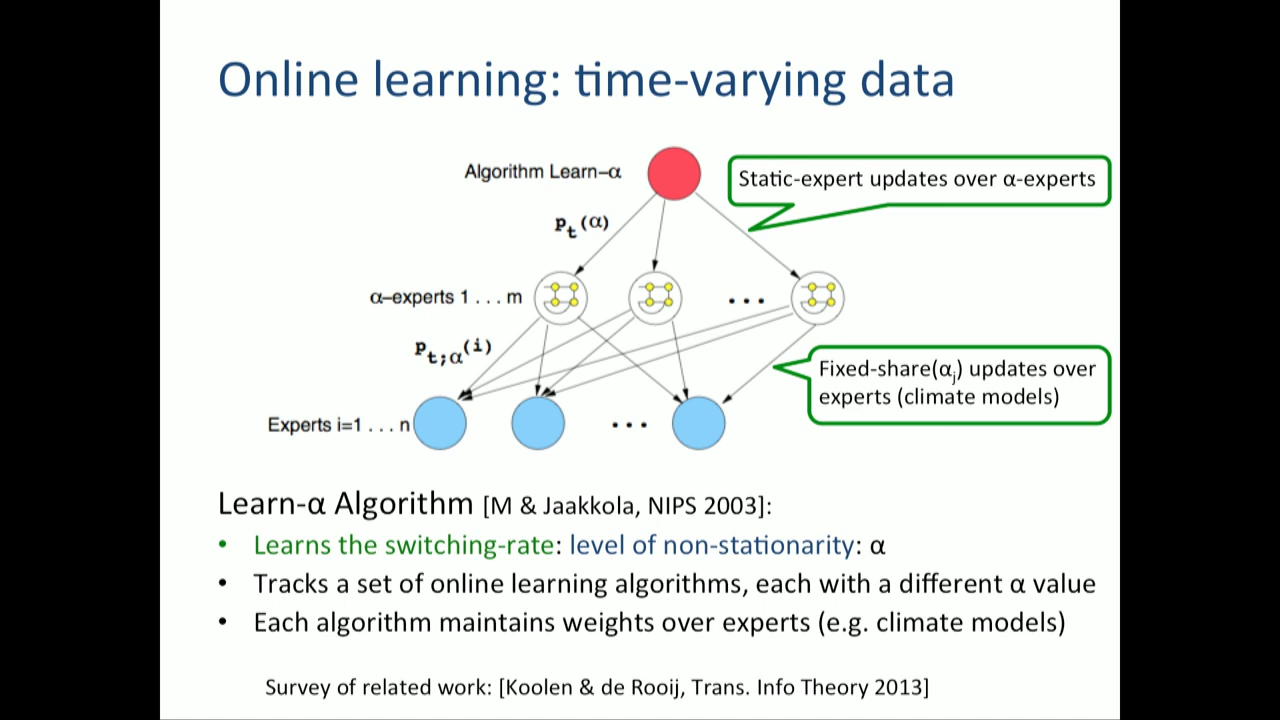 Online learning: time-varying data
Algorithm Learn–α
Static-expert updates over α-experts
Pt(α)
α–experts 1 . . . m
. . .
Pt;α(i)
Fixed-share(αj) updates over
experts (climate models)
Experts i=1 . . . n
. . .
Learn-α Algorithm [M & Jaakkola, NIPS 2003]:
• Learns the switching-rate: level of non-stationarity: α
• Tracks a set of online learning algorithms, each with a different α value
• Each algorithm maintains weights over experts (e.g. climate models)
Survey of related work: [Koolen & de Rooij, Trans. Info Theory 2013]